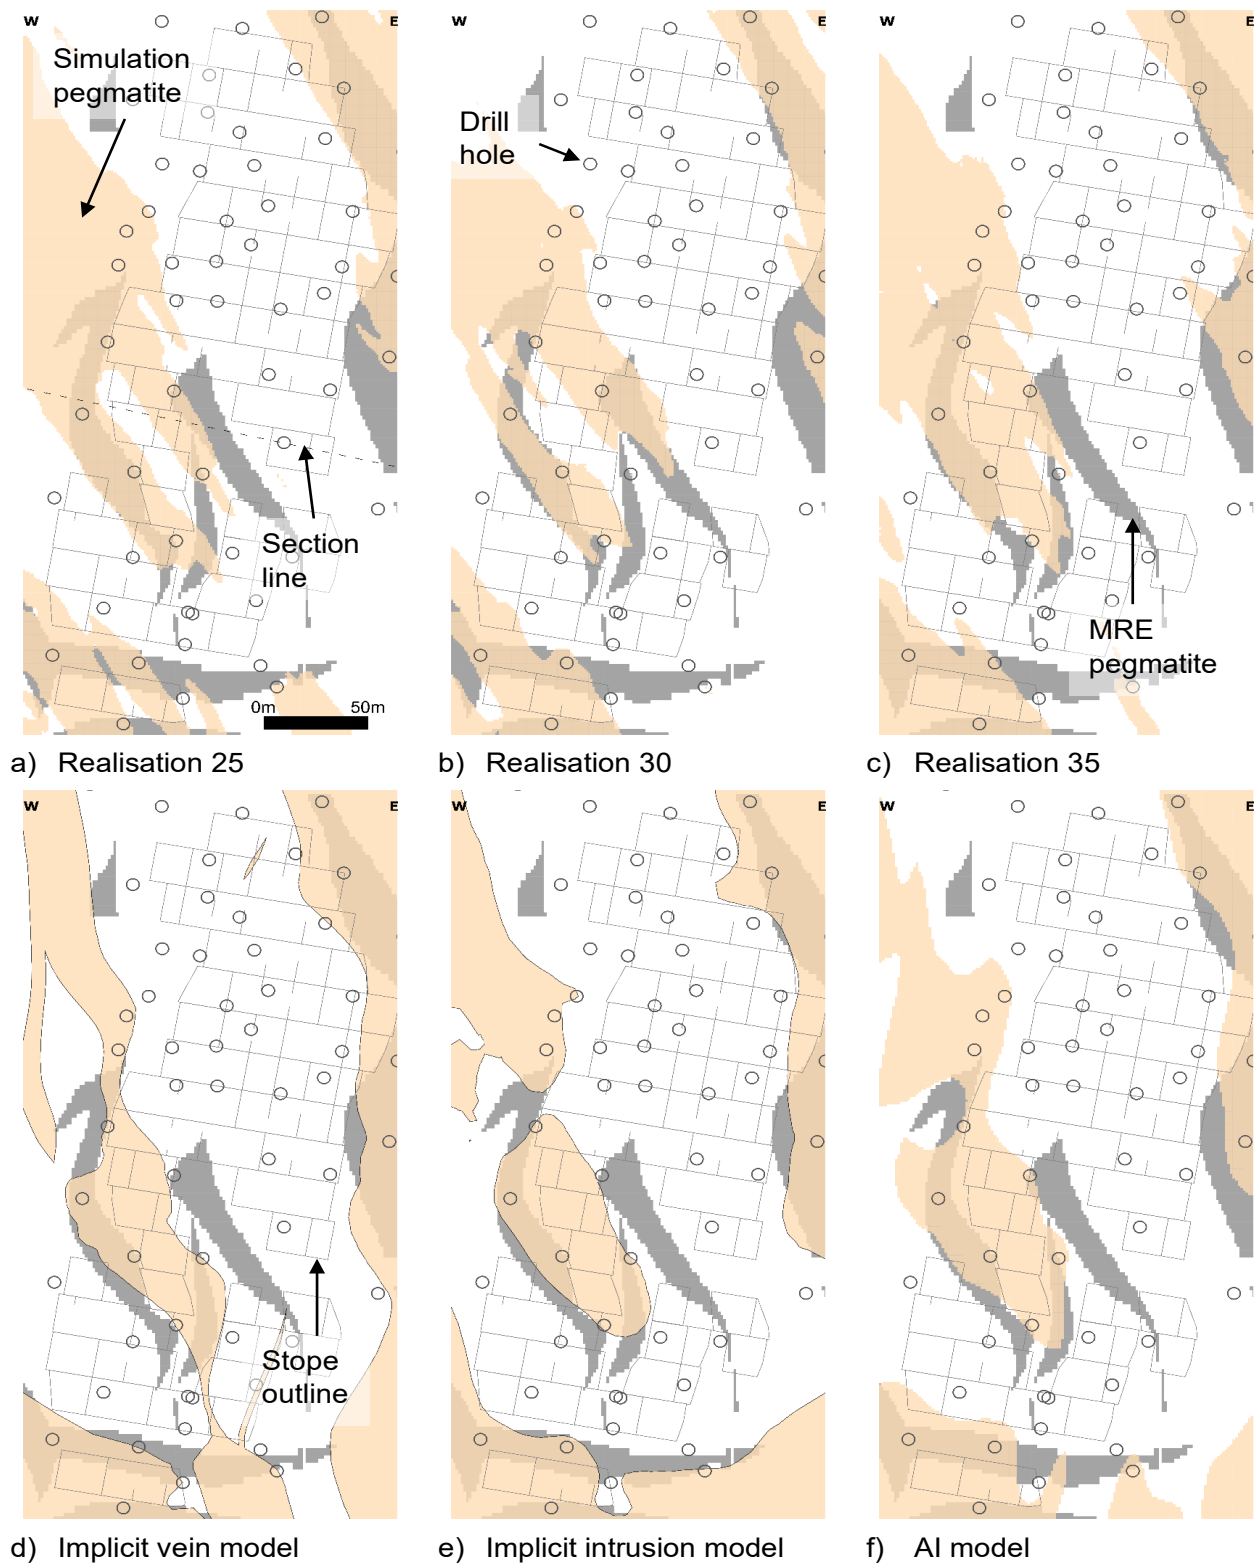 W
Simulation
pegmatite
Section
line
0m 50m
W E
Drill
hole
W E
MRE
pegmatite
a) Realisation 25
b) Realisation 30
c) Realisation 35
W E
Stope
outline
W E
W E
d) Implicit vein model
e) Implicit intrusion model
f) AI model